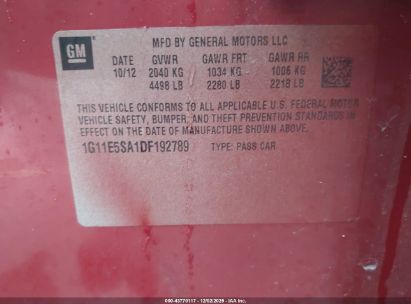 GM
MFD BY GENERAL MOTORS LLC
DATE GVWR GAWR FRT GAWR RR
10/12 2040 KG 1034 KG 1006 KG
4498 LB 2280 LB 2218 LB
THIS VEHICLE CONFORMS TO ALL APPLICABLE U.S. FEDERAL MOTOR
VEHICLE SAFETY, BUMPER, AND THEFT PREVENTION STANDARDS IN
EFFECT ON THE DATE OF MANUFACTURE SHOWN ABOVE.
1G11E5SA1DF192789 TYPE: PASS CAR